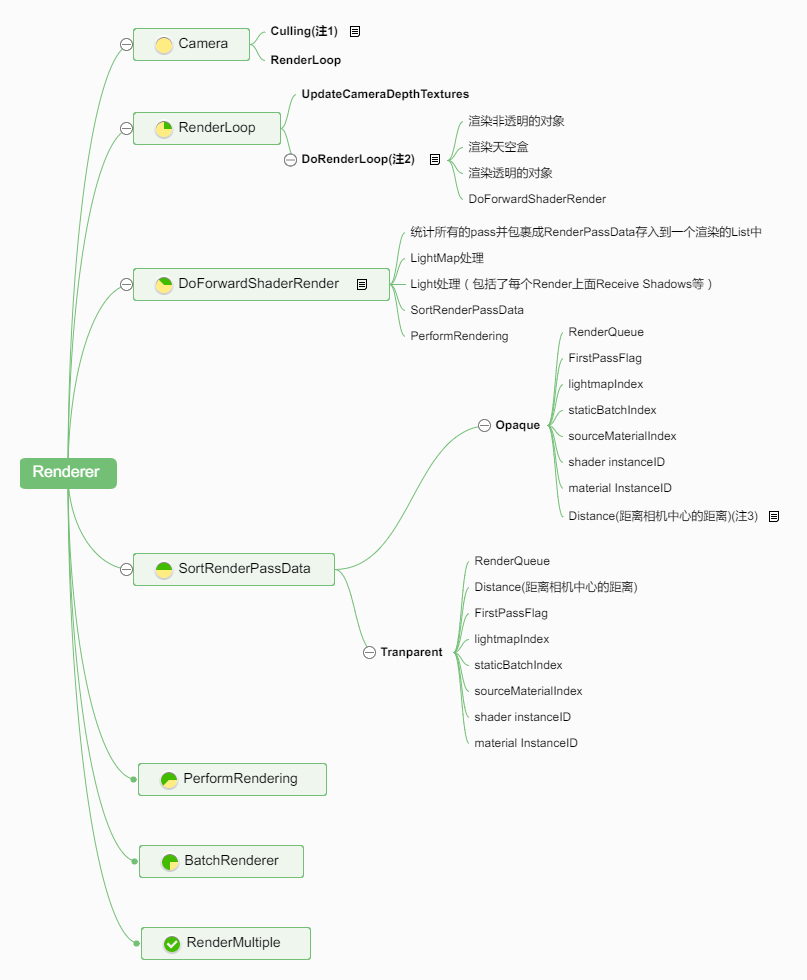 Renderer
Camera
Culling(注1)
RenderLoop
RenderLoop
UpdateCameraDepthTextures
DoRenderLoop(注2)
渲染非透明的对象
渲染天空盒
渲染透明的对象
DoForwardShaderRender
DoForwardShaderRender
统计所有的pass并包裹成RenderPassData存入到一个渲染的List中
LightMap处理
Light处理（包括了每个Render上面Receive Shadows等）
SortRenderPassData
PerformRendering
SortRenderPassData
Opaque
RenderQueue
FirstPassFlag
lightmapIndex
staticBatchIndex
sourceMaterialIndex
shader instanceID
material InstanceID
Distance(距离相机中心的距离)(注3)
Tranparent
RenderQueue
Distance(距离相机中心的距离)
FirstPassFlag
lightmapIndex
staticBatchIndex
sourceMaterialIndex
shader instanceID
material InstanceID
PerformRendering
BatchRenderer
RenderMultiple